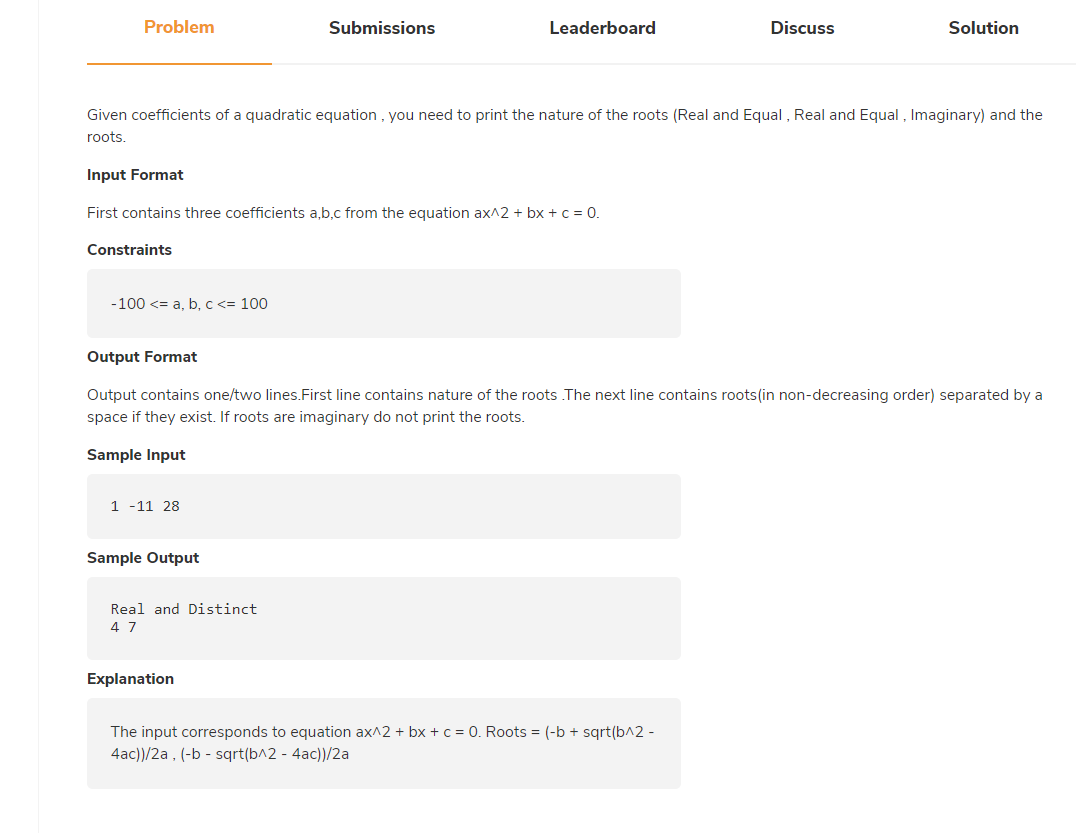 Problem Submissions Leaderboard Discuss Solution
Given coefficients of a quadratic equation , you need to print the nature of the roots (Real and Equal , Real and Equal , Imaginary) and the
roots.
Input Format
First contains three coefficients a,b,c from the equation ax^2 + bx + c = 0.
Constraints
-100 <= a, b, c <= 100
Output Format
Output contains one/two lines.First line contains nature of the roots .The next line contains roots(in non-decreasing order) separated by a
space if they exist. If roots are imaginary do not print the roots.
Sample Input
1 -11 28
Sample Output
Real and Distinct
4 7
Explanation
The input corresponds to equation ax^2 + bx + c = 0. Roots = (-b + sqrt(b^2 -
4ac))/2a , (-b - sqrt(b^2 - 4ac))/2a